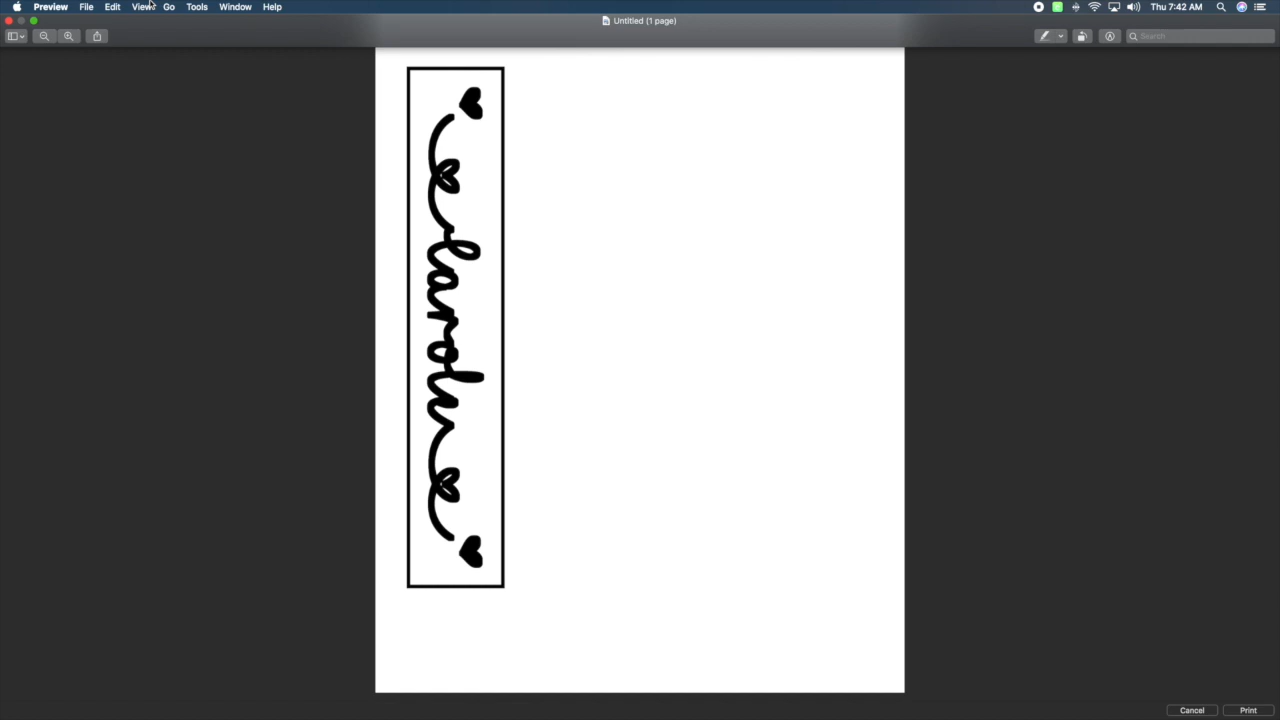 Preview File Edit View Go Tools Window Help
Thu 7:42 AM
Untitled (1 page)
Search
Cancel Print